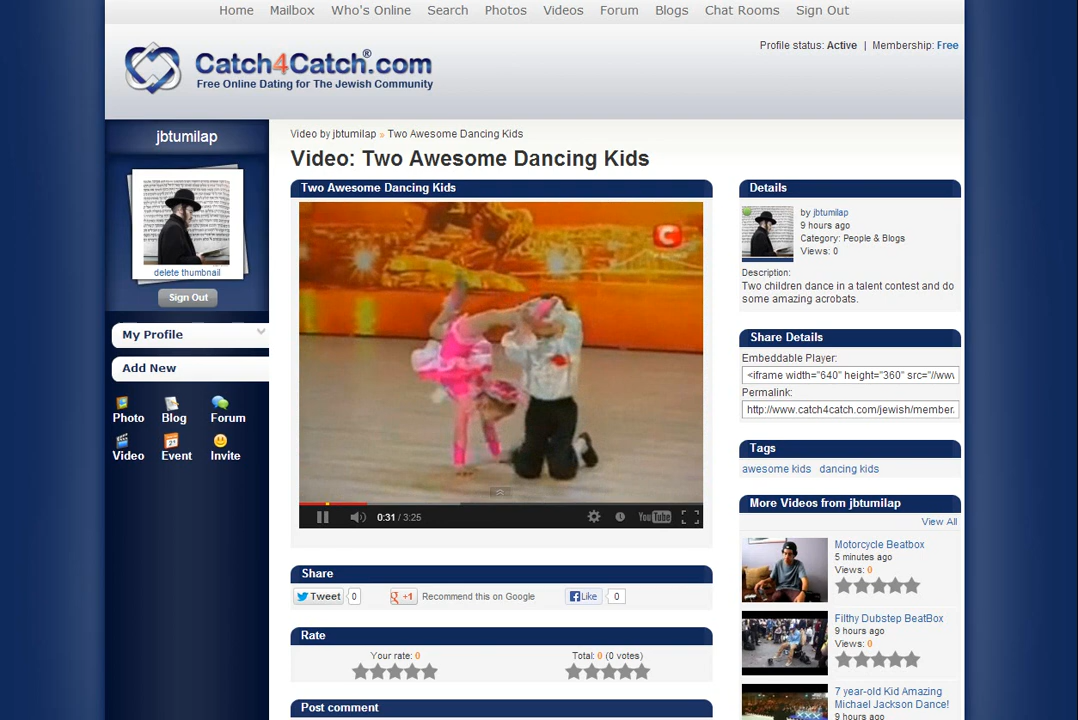 Home Mailbox Who's Online Search Photos Videos Forum Blogs Chat Rooms Sign Out
Profile status: Active | Membership: Free
Catch4Catch.com®
Free Online Dating for The Jewish Community
jbtumilap
delete thumbnail
Sign Out
My Profile
Add New
Photo Blog Forum
Video Event Invite
Video by jbtumilap » Two Awesome Dancing Kids
Video: Two Awesome Dancing Kids
Two Awesome Dancing Kids
0:31 / 3:25
YouTube
Share
Tweet 0
g +1 Recommend this on Google
Like 0
Rate
Your rate: 0
Total: 0 (0 votes)
Post comment
Details
by jbtumilap
9 hours ago
Category: People & Blogs
Views: 0
Description:
Two children dance in a talent contest and do
some amazing acrobats.
Share Details
Embeddable Player:
<iframe width="640" height="360" src="//ww
Permalink:
http://www.catch4catch.com/jewish/member.
Tags
awesome kids dancing kids
More Videos from jbtumilap
View All
Motorcycle Beatbox
5 minutes ago
Views: 0
Filthy Dubstep BeatBox
9 hours ago
Views: 0
7 year-old Kid Amazing
Michael Jackson Dance!
9 hours ago